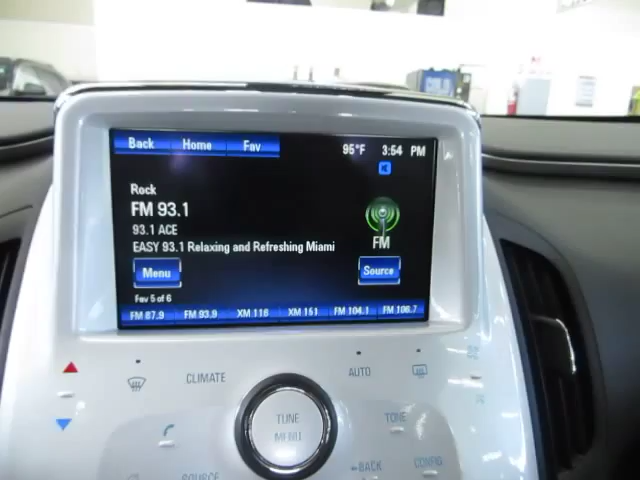 Back Home Fav 95°F 3:54 PM
Rock
FM 93.1
93.1 ACE
EASY 93.1 Relaxing and Refreshing Miami
FM
Menu Source
Fav 5 of 6
FM 87.9 FM 93.9 XM 116 XM 151 FM 104.1 FM 106.7
CLIMATE AUTO
TUNE TONE
MENU
SOURCE BACK CONFIG